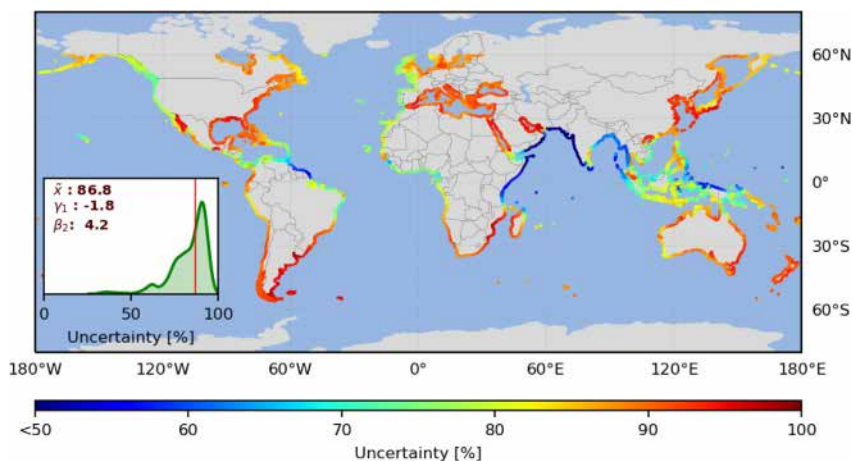 60°N
30°N
0°
30°S
60°S
x̃ : 86.8
γ₁ : -1.8
β₂: 4.2
0 50 100
Uncertainty [%]
180°W 120°W 60°W 0° 60°E 120°E 180°E
<50 60 70 80 90 100
Uncertainty [%]